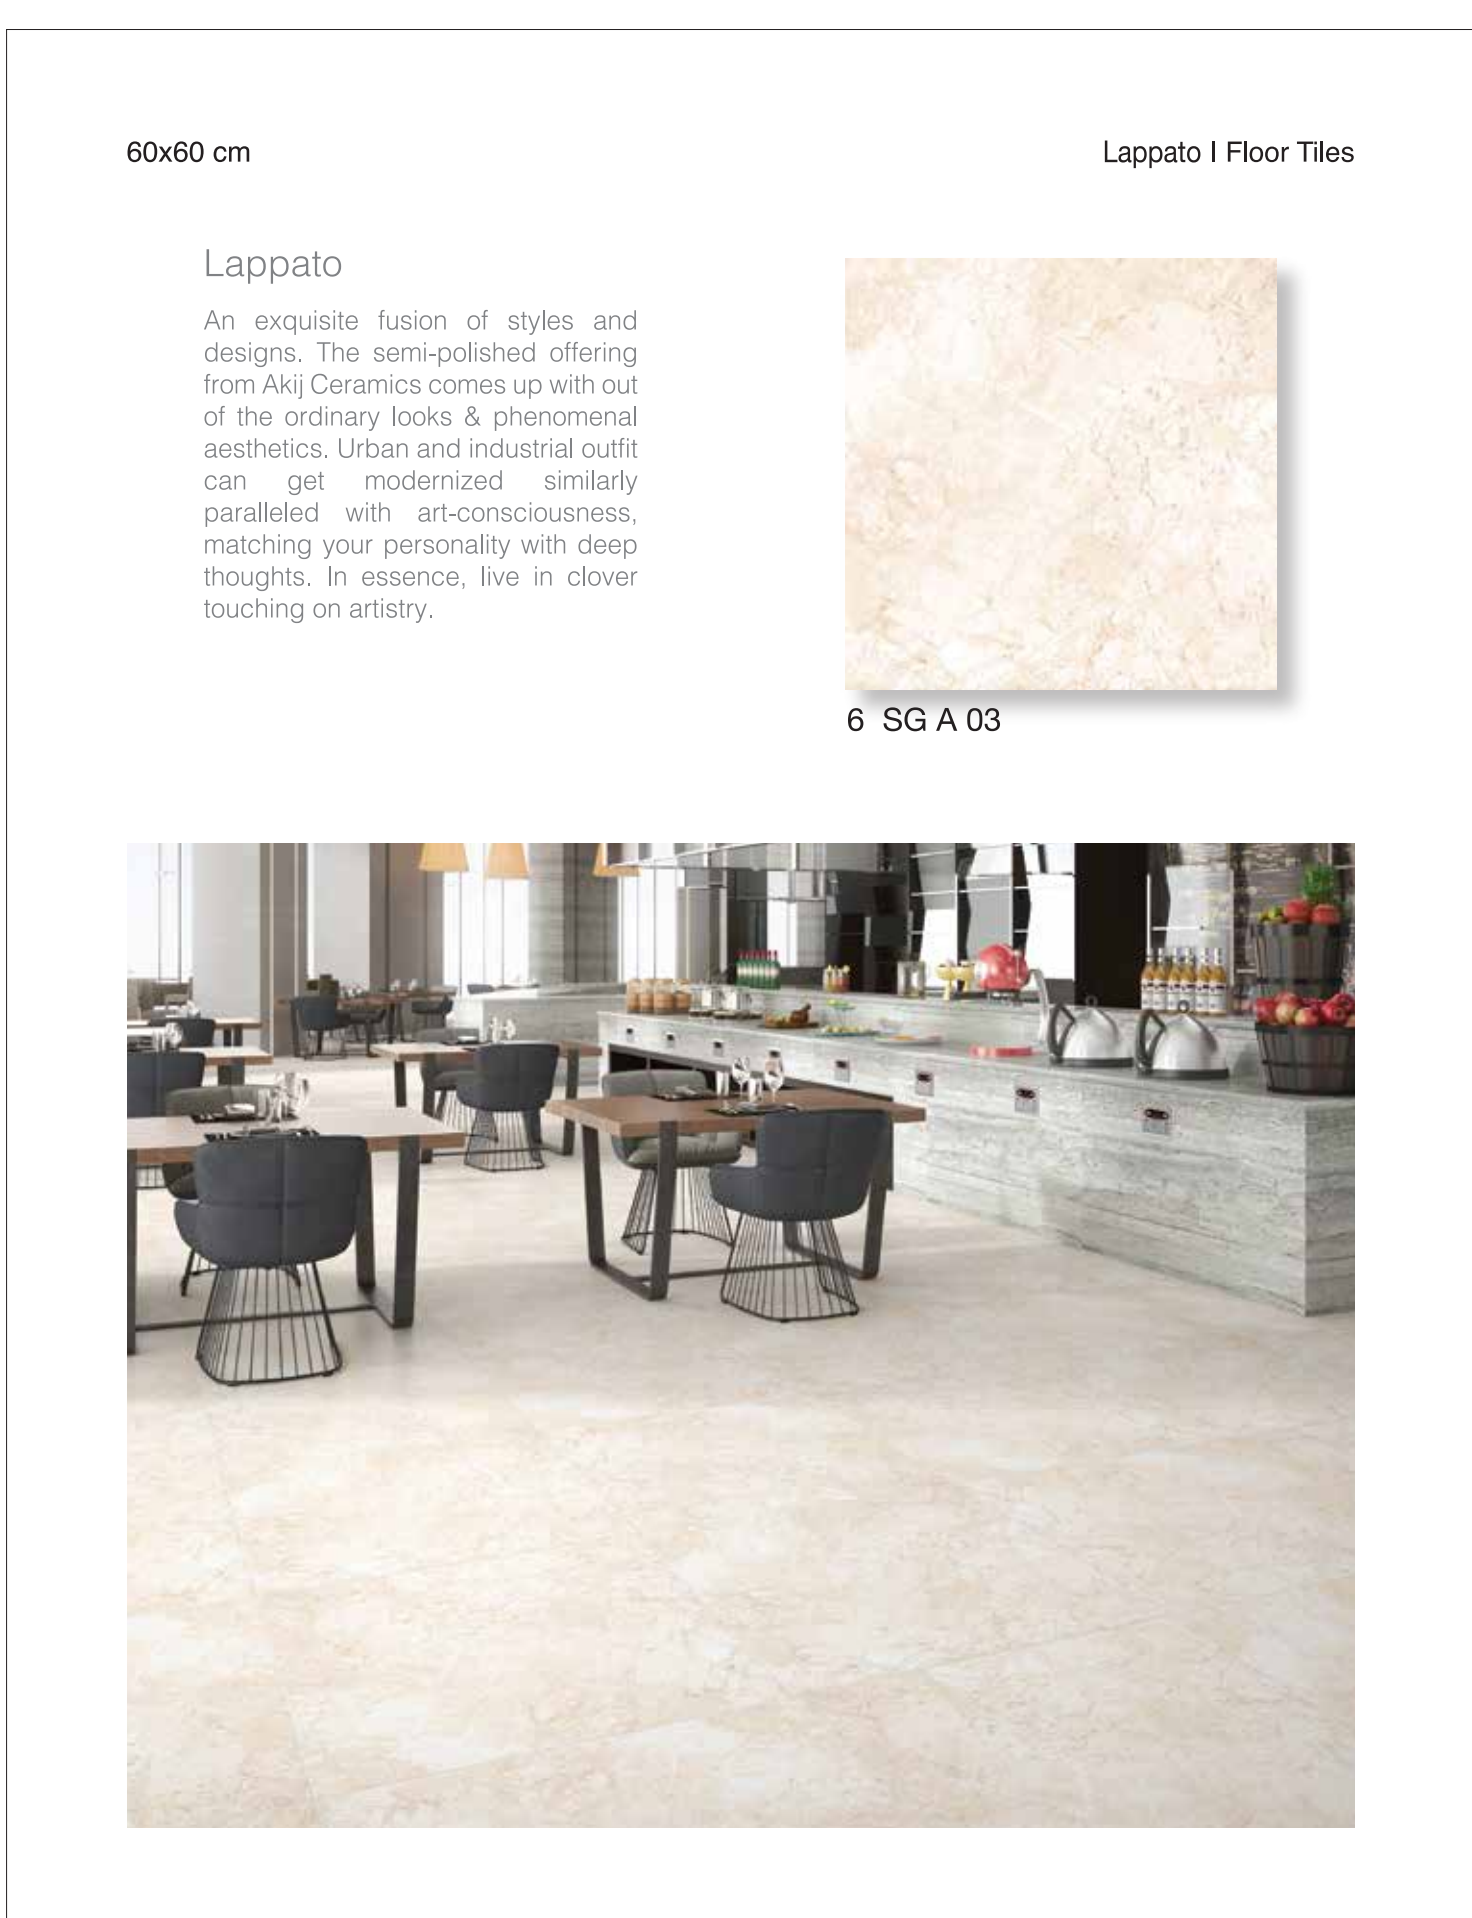 60x60 cm
Lappato I Floor Tiles
Lappato
An exquisite fusion of styles and
designs. The semi-polished offering
from Akij Ceramics comes up with out
of the ordinary looks & phenomenal
aesthetics. Urban and industrial outfit
can get modernized similarly
paralleled with art-consciousness,
matching your personality with deep
thoughts. In essence, live in clover
touching on artistry.
6 SG A 03